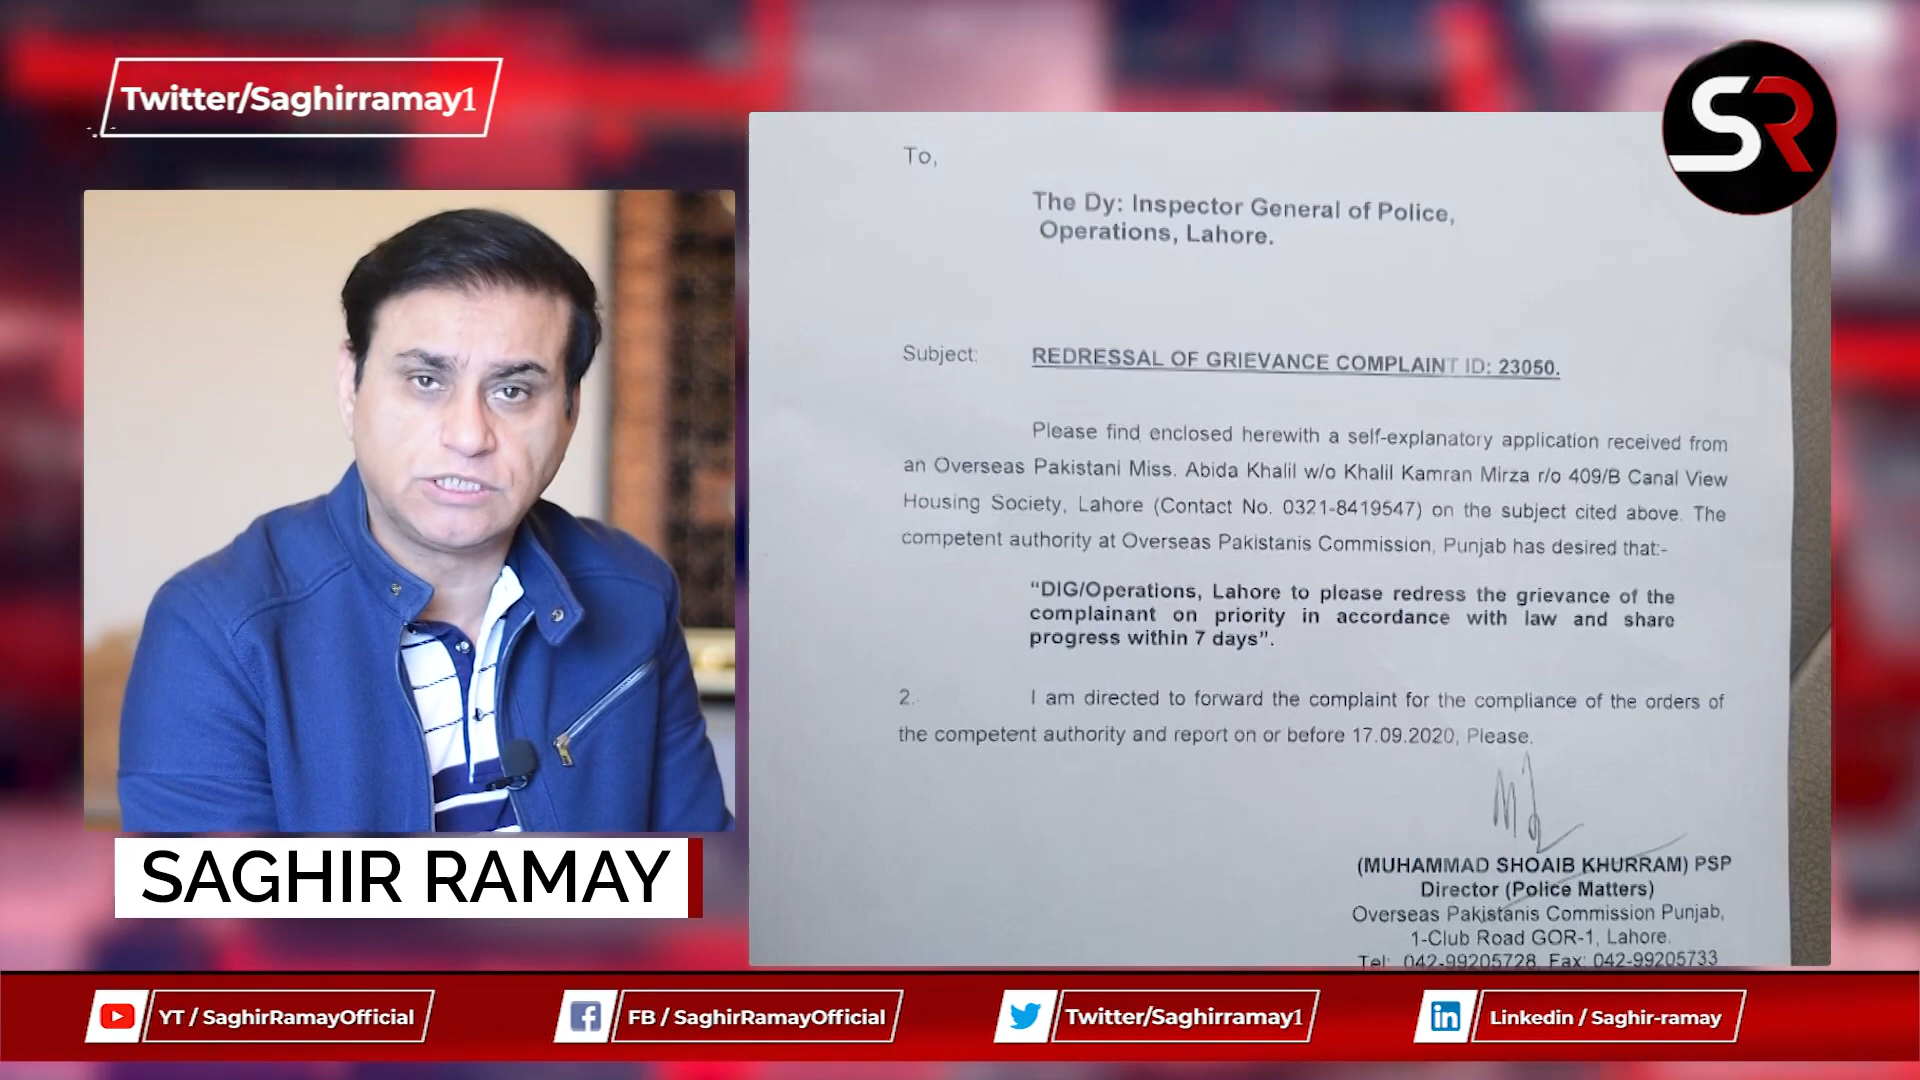 Twitter/Saghirramay1
SR
To,
The Dy: Inspector General of Police,
Operations, Lahore.
Subject: REDRESSAL OF GRIEVANCE COMPLAINT ID: 23050.
Please find enclosed herewith a self-explanatory application received from
an Overseas Pakistani Miss. Abida Khalil w/o Khalil Kamran Mirza r/o 409/B Canal View
Housing Society, Lahore (Contact No. 0321-8419547) on the subject cited above. The
competent authority at Overseas Pakistanis Commission, Punjab has desired that:-
“DIG/Operations, Lahore to please redress the grievance of the
complainant on priority in accordance with law and share
progress within 7 days”.
2. I am directed to forward the complaint for the compliance of the orders of
the competent authority and report on or before 17.09.2020, Please.
(MUHAMMAD SHOAIB KHURRAM) PSP
Director (Police Matters)
Overseas Pakistanis Commission Punjab,
1-Club Road GOR-1, Lahore.
Tel: 042-99205728, Fax: 042-99205733
SAGHIR RAMAY
YT / SaghirRamayOfficial
FB / SaghirRamayOfficial
Twitter/Saghirramay1
Linkedin / Saghir-ramay